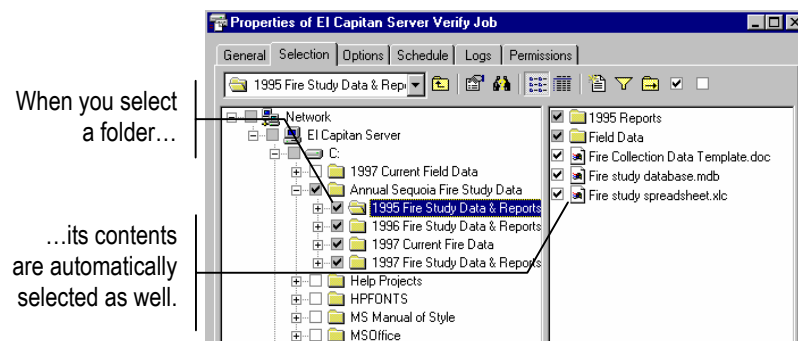 Properties of El Capitan Server Verify Job
General Selection Options Schedule Logs Permissions
1995 Fire Study Data & Rep
When you select
a folder…
…its contents
are automatically
selected as well.
Network
El Capitan Server
C:
1997 Current Field Data
Annual Sequoia Fire Study Data
1995 Fire Study Data & Reports
1996 Fire Study Data & Reports
1997 Current Fire Data
1997 Fire Study Data & Reports
Help Projects
HPFONTS
MS Manual of Style
MSOffice
1995 Reports
Field Data
Fire Collection Data Template.doc
Fire study database.mdb
Fire study spreadsheet.xlc